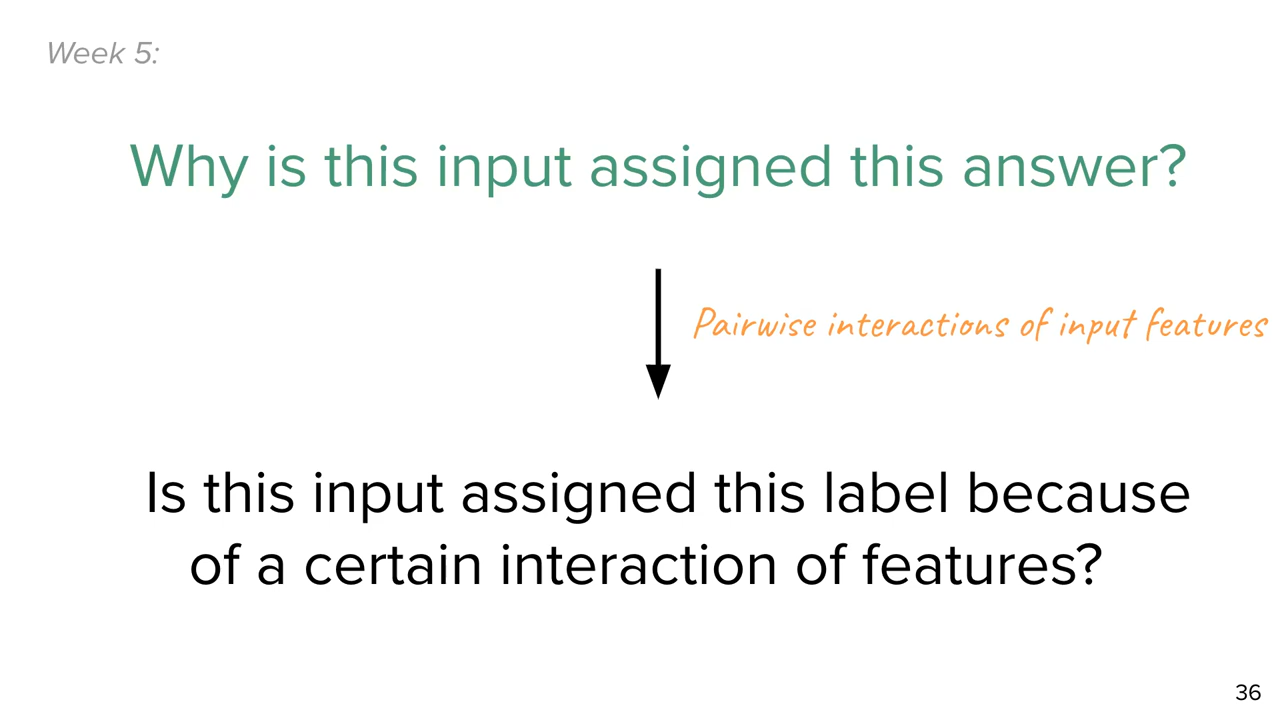 Week 5:
Why is this input assigned this answer?
Pairwise interactions of input features
Is this input assigned this label because
of a certain interaction of features?
36